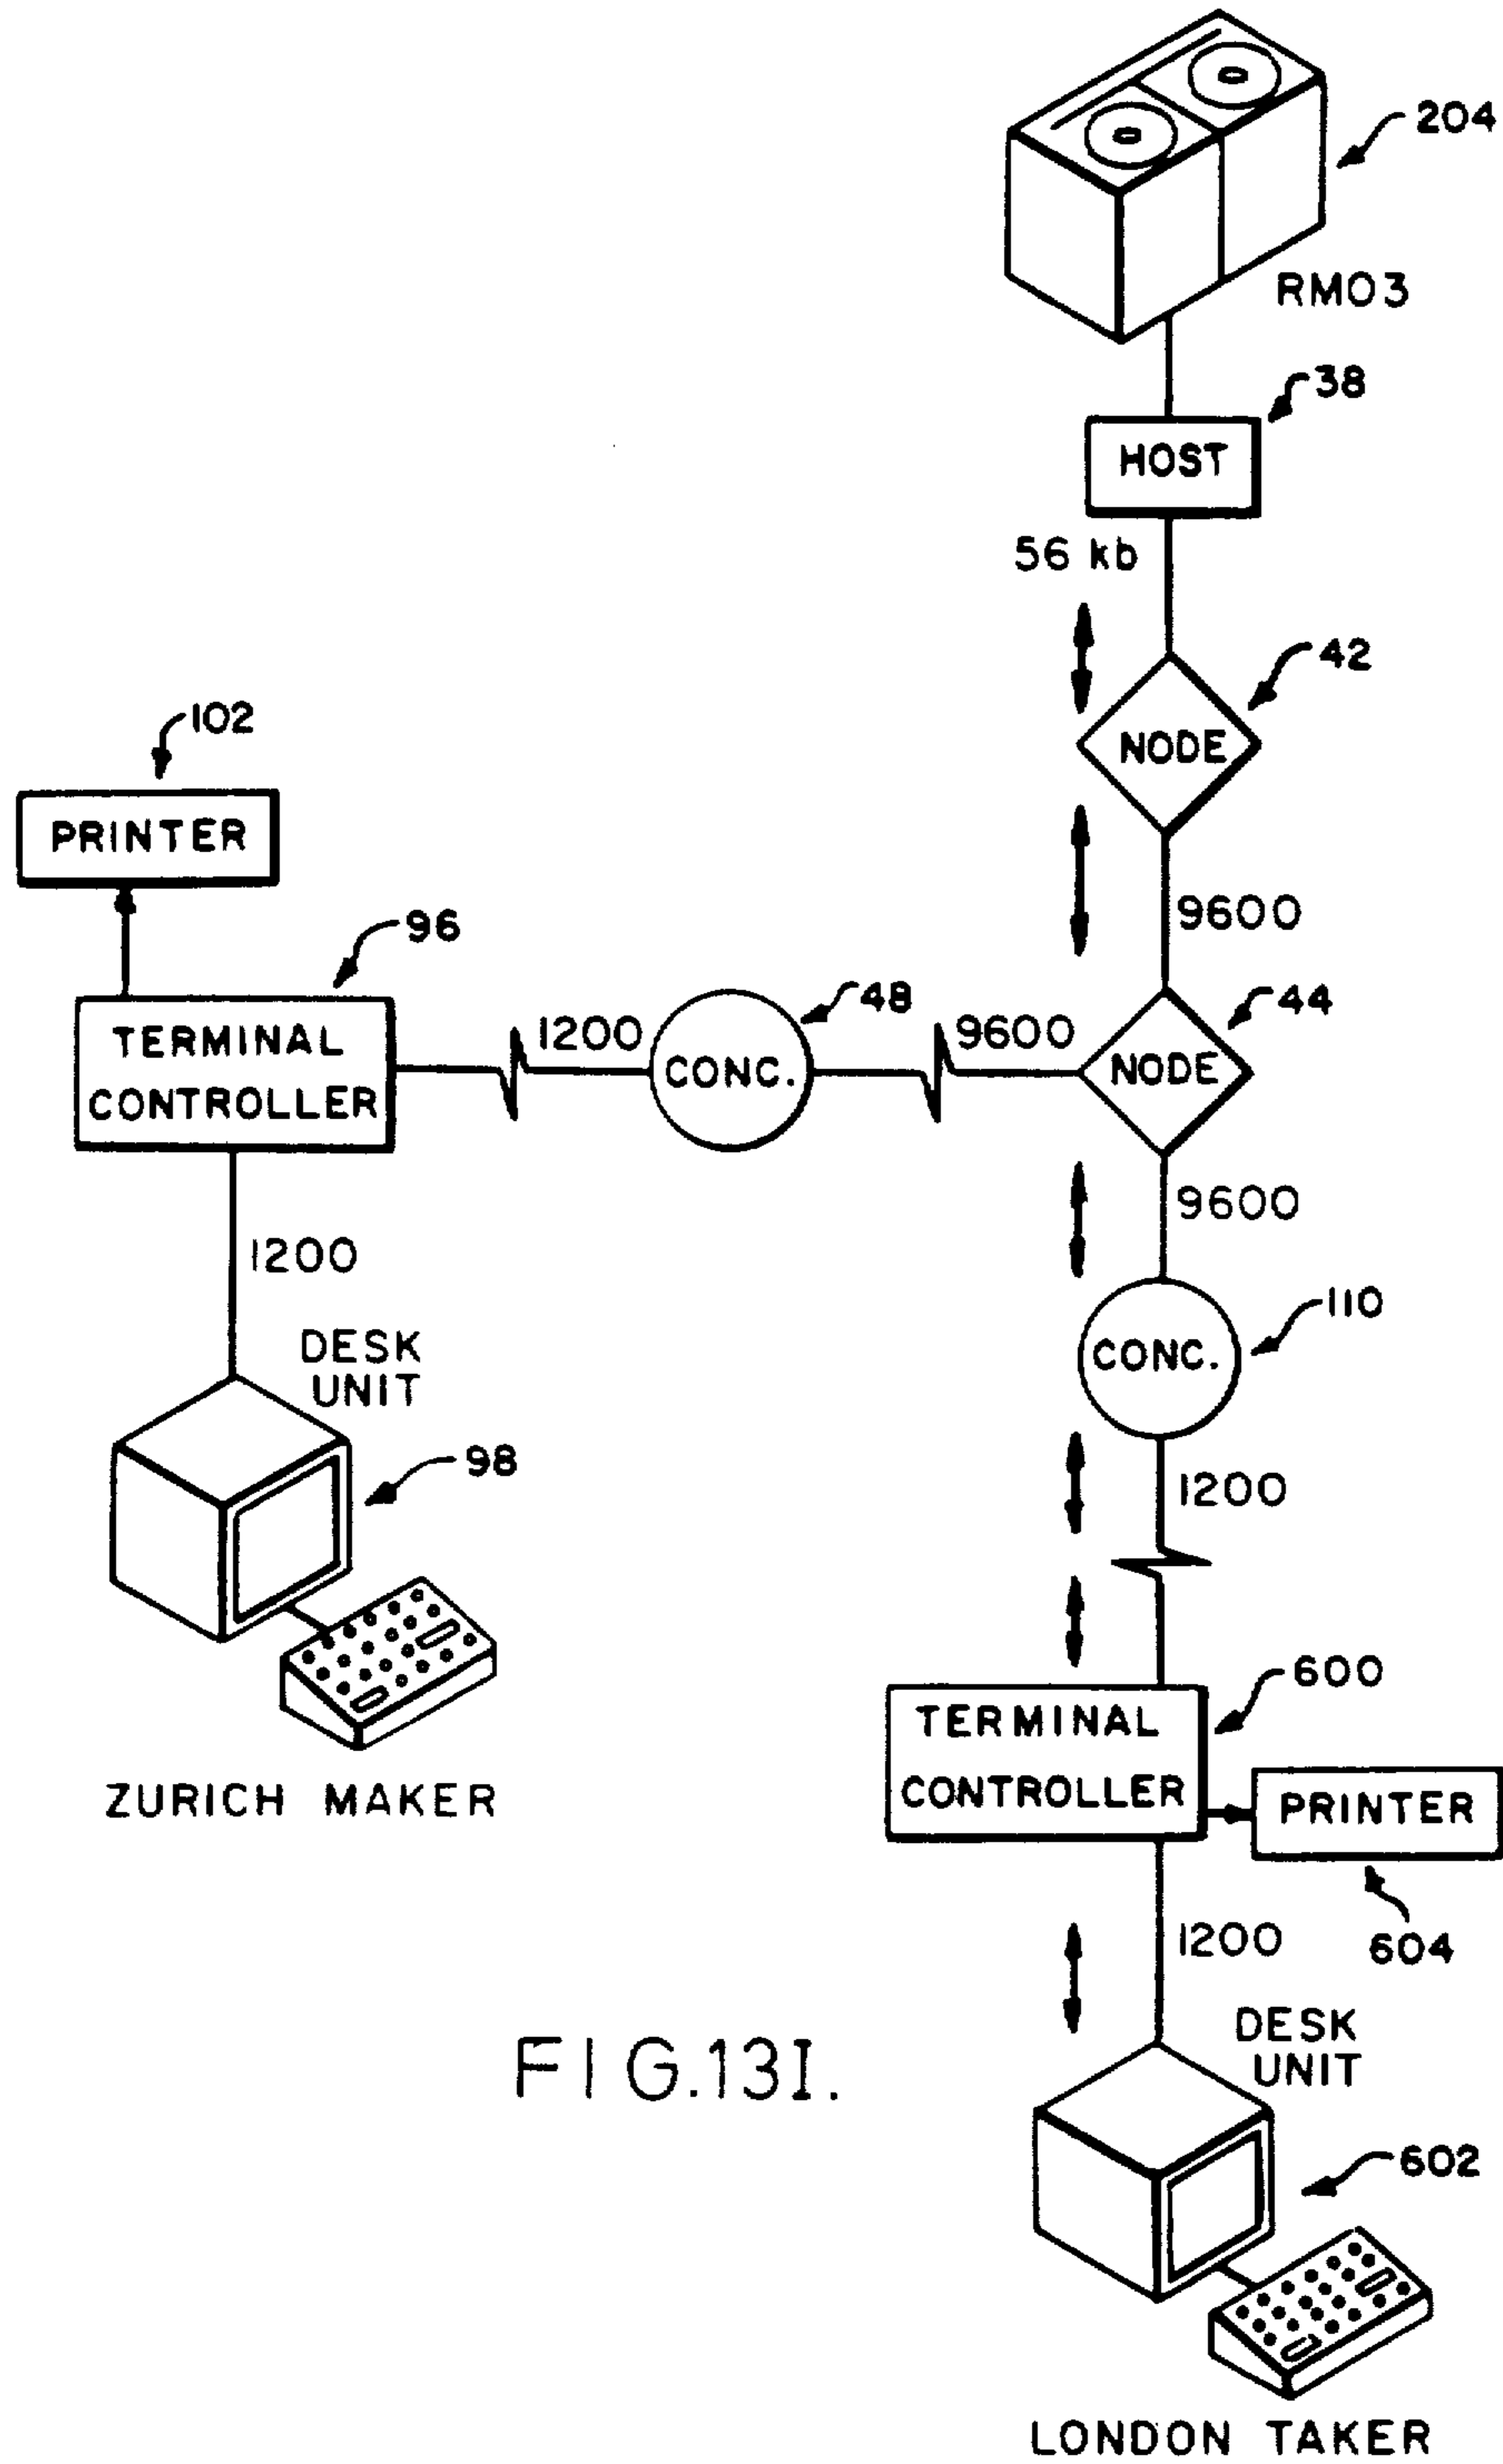 204
RM03
38
HOST
56 kb
42
NODE
102
PRINTER
9600
96
44
48
1200
9600
TERMINAL
CONTROLLER
CONC.
NODE
9600
1200
110
DESK
UNIT
CONC.
98
1200
600
TERMINAL
CONTROLLER
ZURICH MAKER
PRINTER
1200
604
DESK
UNIT
FIG.13I.
602
LONDON TAKER